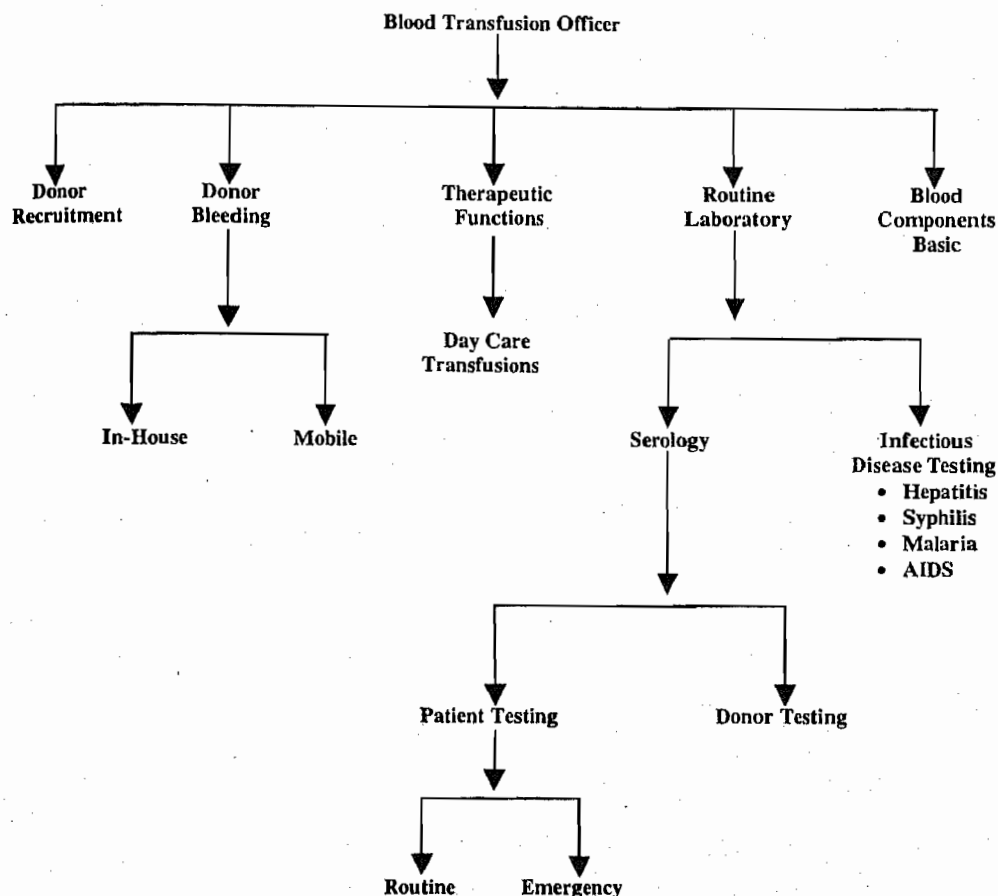 Blood Transfusion Officer
Donor
Recruitment
Donor
Bleeding
Therapeutic
Functions
Routine
Laboratory
Blood
Components
Basic
Day Care
Transfusions
In-House
Mobile
Serology
Infectious
Disease Testing
• Hepatitis
• Syphilis
• Malaria
• AIDS
Patient Testing
Donor Testing
Routine
Emergency